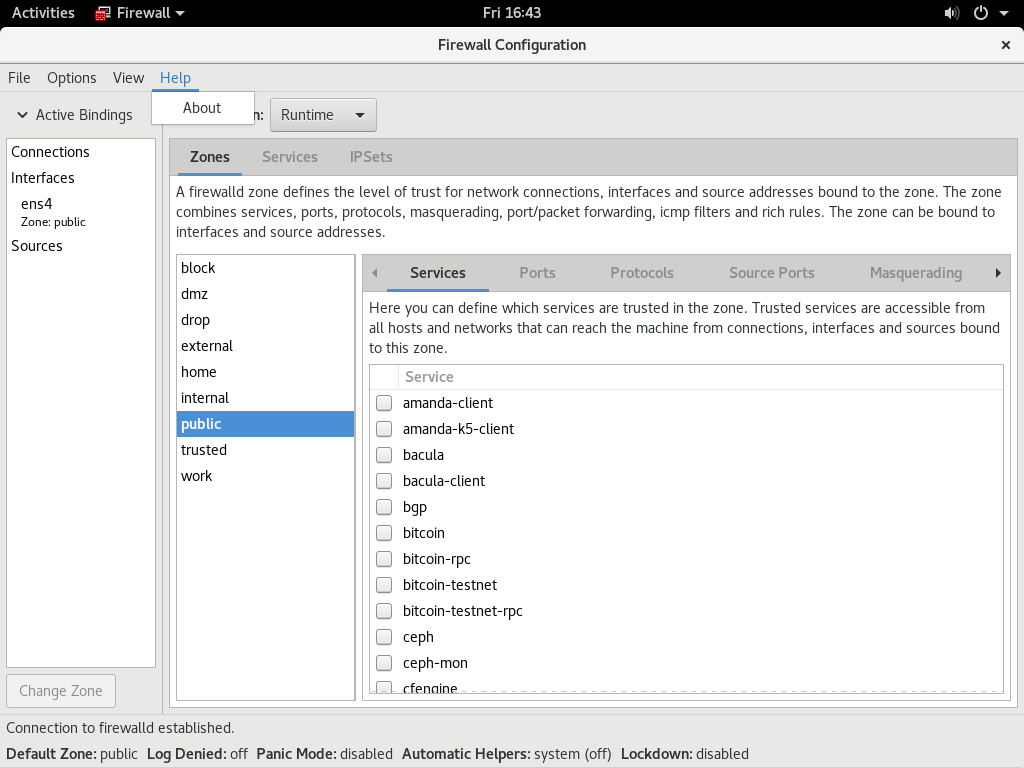 Activities Firewall Fri 16:43
Firewall Configuration
File Options View Help
About
Active Bindings
n: Runtime
Connections
Interfaces
ens4
Zone: public
Sources
Change Zone
Zones Services IPSets
A firewalld zone defines the level of trust for network connections, interfaces and source addresses bound to the zone. The zone
combines services, ports, protocols, masquerading, port/packet forwarding, icmp filters and rich rules. The zone can be bound to
interfaces and source addresses.
block
dmz
drop
external
home
internal
public
trusted
work
Services Ports Protocols Source Ports Masquerading
Here you can define which services are trusted in the zone. Trusted services are accessible from
all hosts and networks that can reach the machine from connections, interfaces and sources bound
to this zone.
Service
amanda-client
amanda-k5-client
bacula
bacula-client
bgp
bitcoin
bitcoin-rpc
bitcoin-testnet
bitcoin-testnet-rpc
ceph
ceph-mon
cfengine
Connection to firewalld established.
Default Zone: public Log Denied: off Panic Mode: disabled Automatic Helpers: system (off) Lockdown: disabled